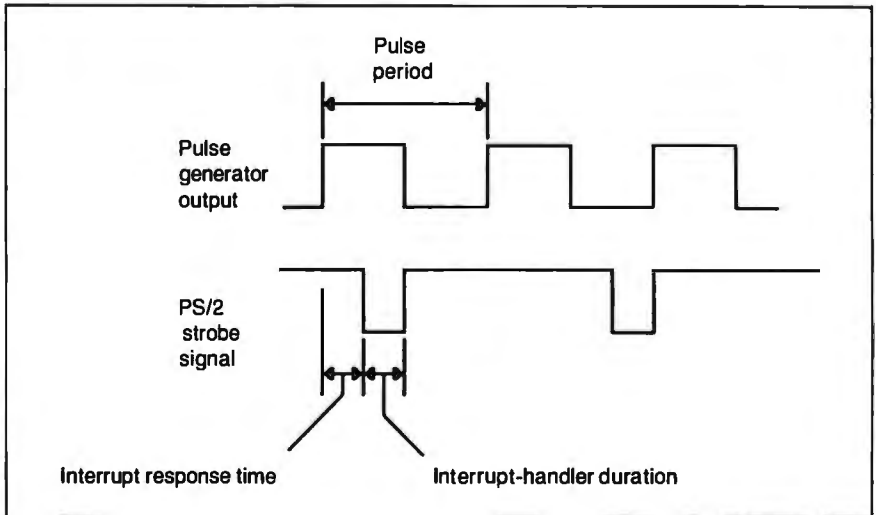 Pulse
period
Pulse
generator
output
PS/2
strobe
signal
Interrupt response time
Interrupt-handler duration